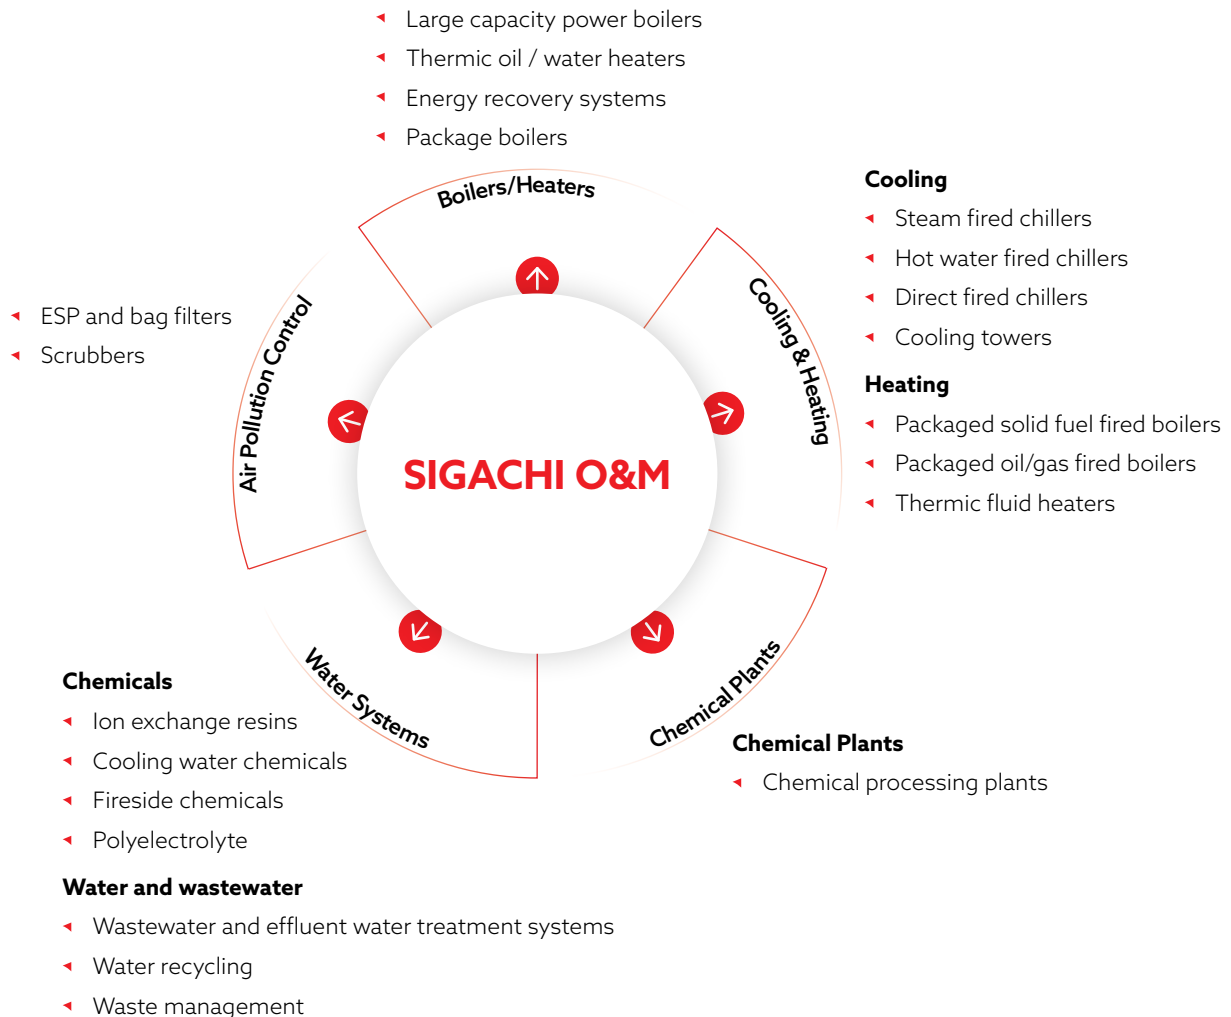 Large capacity power boilers
Thermic oil / water heaters
Energy recovery systems
Package boilers
Boilers/Heaters
Cooling
Steam fired chillers
Hot water fired chillers
Direct fired chillers
Cooling towers
Heating
Packaged solid fuel fired boilers
Packaged oil/gas fired boilers
Thermic fluid heaters
Cooling & Heating
ESP and bag filters
Scrubbers
Air Pollution Control
SIGACHI O&M
Water Systems
Chemical Plants
Chemicals
Ion exchange resins
Cooling water chemicals
Fireside chemicals
Polyelectrolyte
Chemical Plants
Chemical processing plants
Water and wastewater
Wastewater and effluent water treatment systems
Water recycling
Waste management